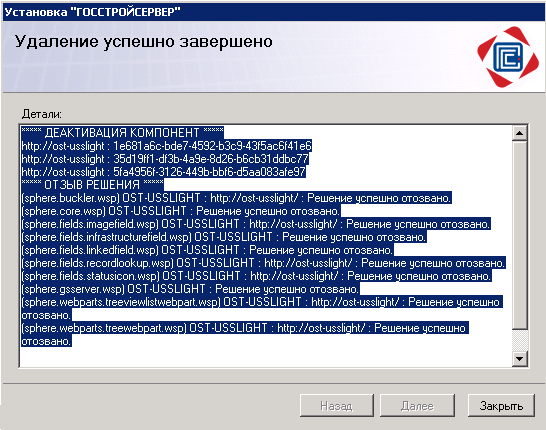 Установка "ГОССТРОЙСЕРВЕР"
Удаление успешно завершено
Детали:
***** ДЕАКТИВАЦИЯ КОМПОНЕНТ *****
http://ost-usslight : 1e681a6c-bde7-4592-b3c9-43f5ac6f41e6
http://ost-usslight : 35d19ff1-df3b-4a9e-8d26-b6cb31ddbc77
http://ost-usslight : 5fa4956f-3126-449b-bbf6-d5aa083afe97
***** ОТЗЫВ РЕШЕНИЯ *****
(sphere.buckler.wsp) OST-USSLIGHT : http://ost-usslight/ : Решение успешно отозвано.
(sphere.core.wsp) OST-USSLIGHT : Решение успешно отозвано.
(sphere.fields.imagefield.wsp) OST-USSLIGHT : Решение успешно отозвано.
(sphere.fields.infrastructurefield.wsp) OST-USSLIGHT : Решение успешно отозвано.
(sphere.fields.linkedfield.wsp) OST-USSLIGHT : Решение успешно отозвано.
(sphere.fields.recordlookup.wsp) OST-USSLIGHT : Решение успешно отозвано.
(sphere.fields.statusicon.wsp) OST-USSLIGHT : Решение успешно отозвано.
(sphere.gsserver.wsp) OST-USSLIGHT : Решение успешно отозвано.
(sphere.webparts.treeviewlistwebpart.wsp) OST-USSLIGHT : http://ost-usslight/ : Решение успешно
отозвано.
(sphere.webparts.treewebpart.wsp) OST-USSLIGHT : http://ost-usslight/ : Решение успешно
отозвано.
Назад
Далее
Закрыть